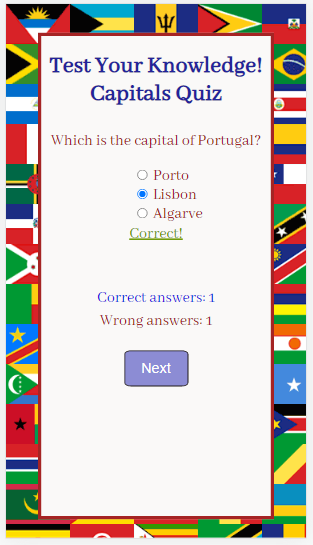 Test Your Knowledge!
Capitals Quiz
Which is the capital of Portugal?
Porto
Lisbon
Algarve
Correct!
Correct answers: 1
Wrong answers: 1
Next